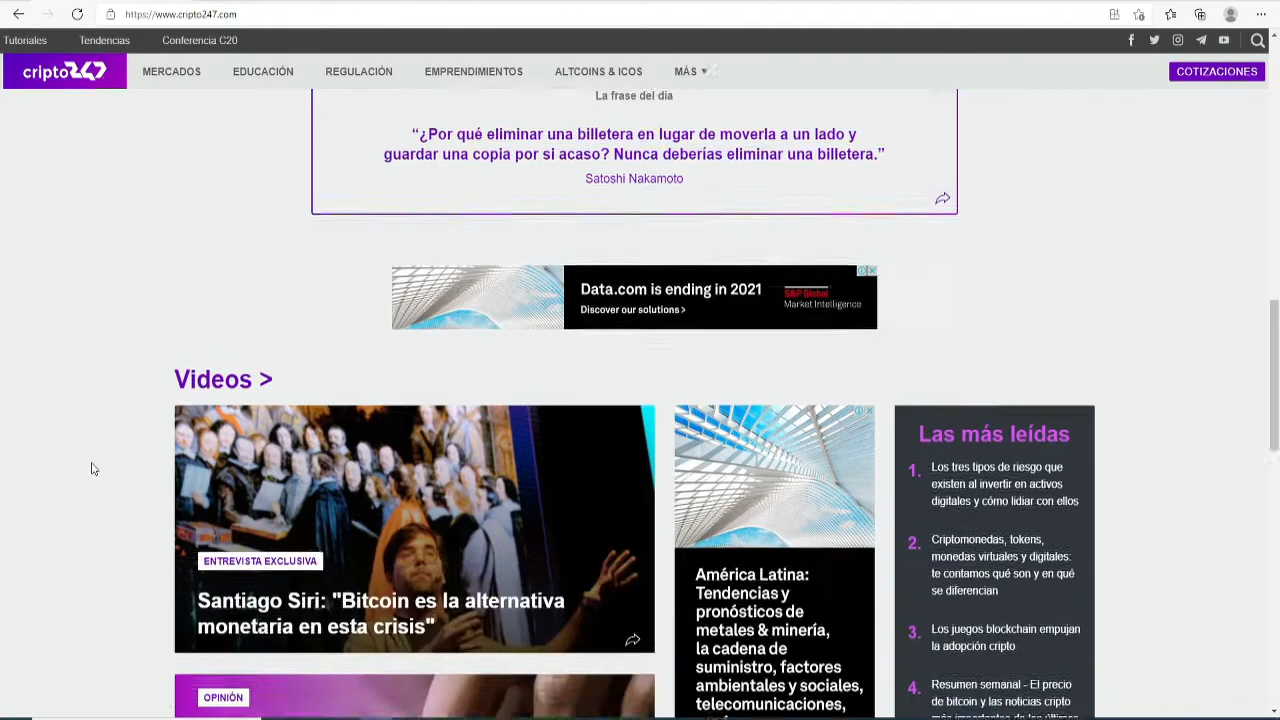 https://www.cripto247.com
Tutoriales Tendencias Conferencia C20
cripto247 MERCADOS EDUCACIÓN REGULACIÓN EMPRENDIMIENTOS ALTCOINS & ICOS MÁS COTIZACIONES
La frase del día
“¿Por qué eliminar una billetera en lugar de moverla a un lado y
guardar una copia por si acaso? Nunca deberías eliminar una billetera.”
Satoshi Nakamoto
Data.com is ending in 2021
Discover our solutions >
S&P Global
Market Intelligence
Videos >
ENTREVISTA EXCLUSIVA
Santiago Siri: "Bitcoin es la alternativa
monetaria en esta crisis"
OPINIÓN
América Latina:
Tendencias y
pronósticos de
metales & minería,
la cadena de
suministro, factores
ambientales y sociales,
telecomunicaciones,
Las más leídas
1. Los tres tipos de riesgo que
existen al invertir en activos
digitales y cómo lidiar con ellos
2. Criptomonedas, tokens,
monedas virtuales y digitales:
te contamos qué son y en qué
se diferencian
3. Los juegos blockchain empujan
la adopción cripto
4. Resumen semanal - El precio
de bitcoin y las noticias cripto